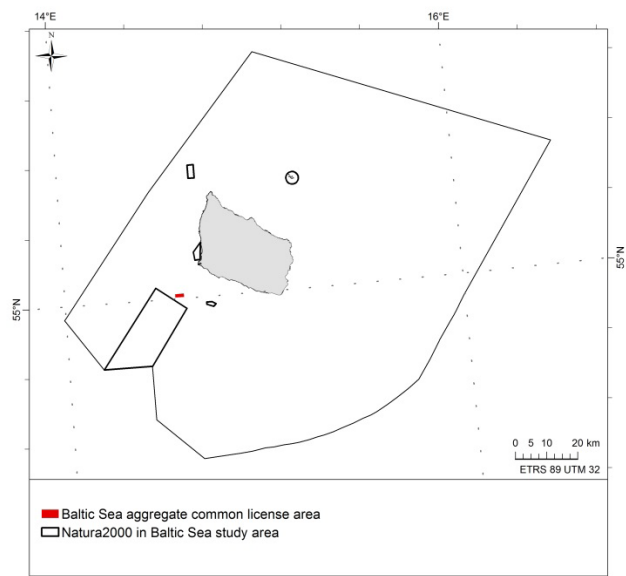 14°E
16°E
N
55°N
55°N
0 5 10 20 km
ETRS 89 UTM 32
Baltic Sea aggregate common license area
Natura2000 in Baltic Sea study area